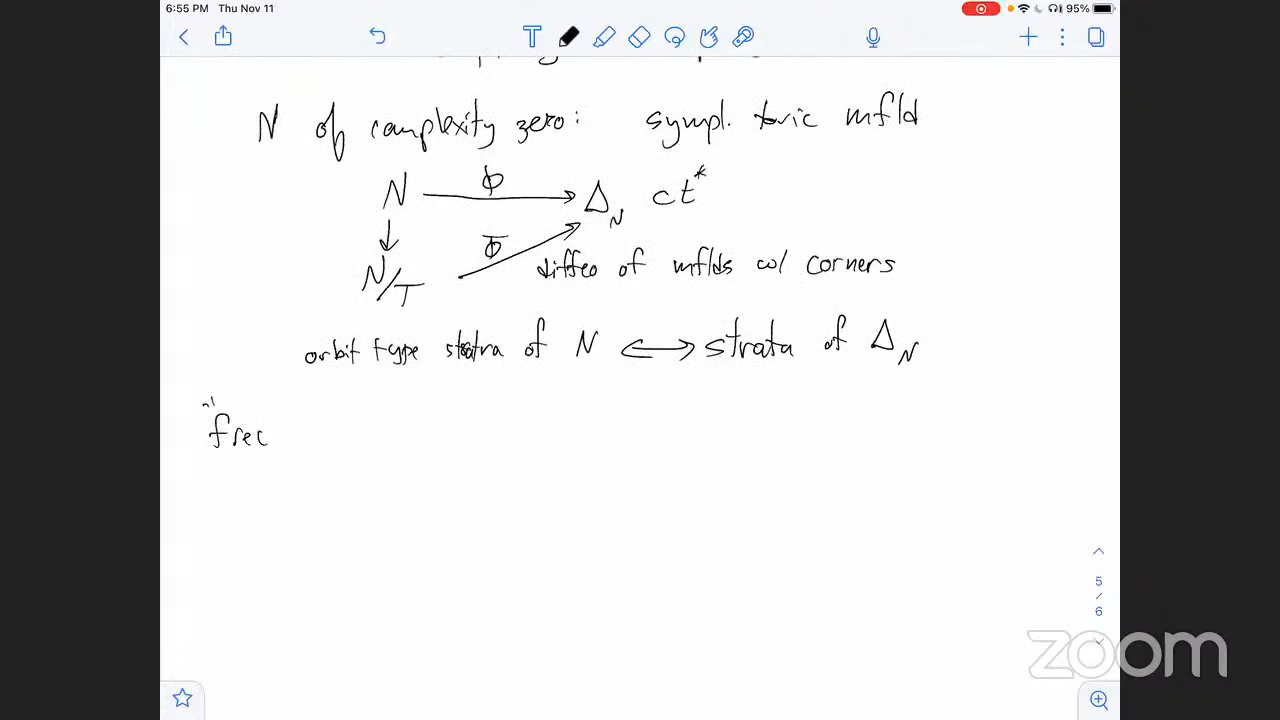 6:55 PM Thu Nov 11
95%
N of complexity zero: sympl. toric mfld
N Φ Δ_N ⊂ t*
Φ̄
N/T diffeo of mflds w/ corners
orbit type strata of N ⟷ strata of Δ_N
"free
5
/
6
zoom